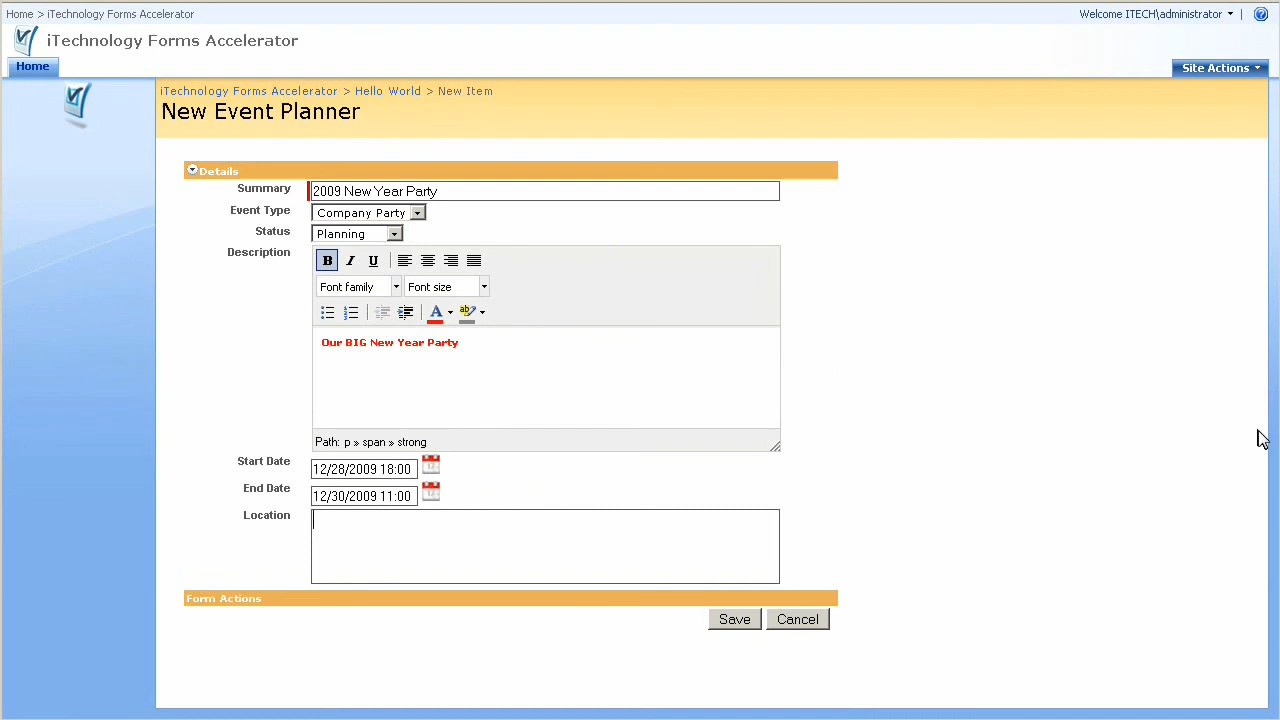 Home > iTechnology Forms Accelerator
Welcome ITECH\administrator
iTechnology Forms Accelerator
Home
Site Actions
iTechnology Forms Accelerator > Hello World > New Item
New Event Planner
Details
Summary 2009 New Year Party
Event Type Company Party
Status Planning
Description
B I U
Font family Font size
A ab
Our BIG New Year Party
Path: p » span » strong
Start Date 12/28/2009 18:00
End Date 12/30/2009 11:00
Location
Form Actions
Save Cancel